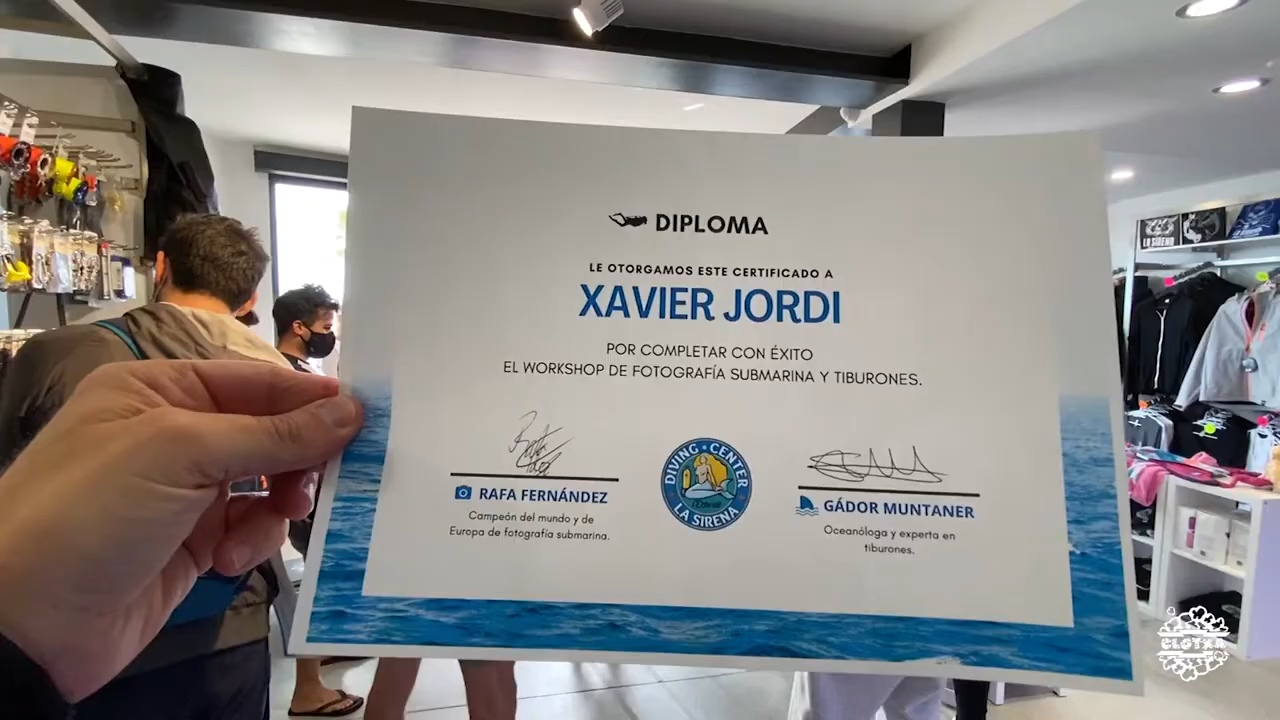 DIPLOMA
LE OTORGAMOS ESTE CERTIFICADO A
XAVIER JORDI
POR COMPLETAR CON ÉXITO
EL WORKSHOP DE FOTOGRAFÍA SUBMARINA Y TIBURONES.
RAFA FERNÁNDEZ
Campeón del mundo y de
Europa de fotografía submarina.
DIVING CENTER
LA SIRENA
GÁDOR MUNTANER
Oceanóloga y experta en
tiburones.
LA SIRENA
CLOTXA